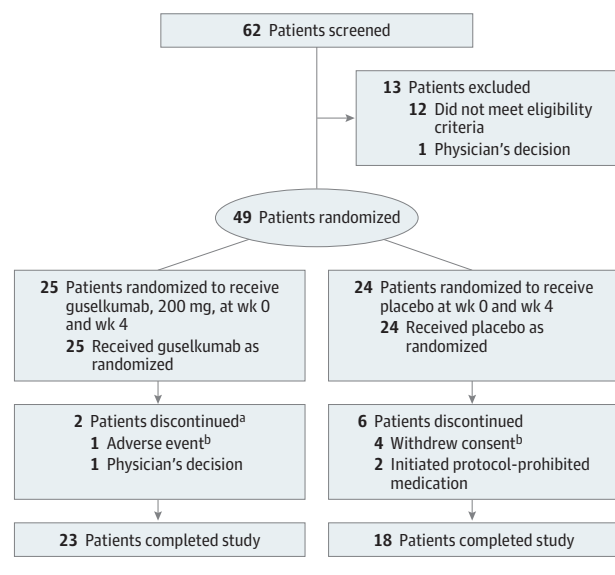 62 Patients screened
13 Patients excluded
12 Did not meet eligibility
criteria
1 Physician's decision
49 Patients randomized
25 Patients randomized to receive
guselkumab, 200 mg, at wk 0
and wk 4
25 Received guselkumab as
randomized
24 Patients randomized to receive
placebo at wk 0 and wk 4
24 Received placebo as
randomized
2 Patients discontinuedᵃ
1 Adverse eventᵇ
1 Physician's decision
6 Patients discontinued
4 Withdrew consentᵇ
2 Initiated protocol-prohibited
medication
23 Patients completed study
18 Patients completed study